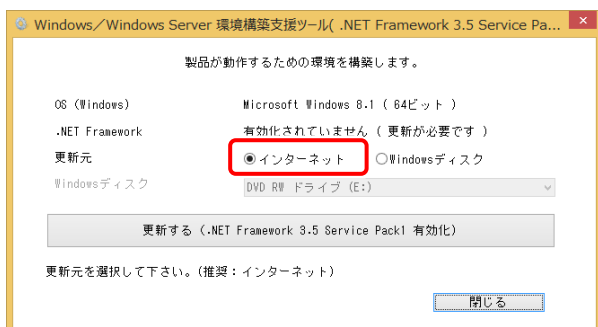 Windows／Windows Server 環境構築支援ツール( .NET Framework 3.5 Service Pa...
製品が動作するための環境を構築します。
OS (Windows) Microsoft Windows 8.1 ( 64ビット )
.NET Framework 有効化されていません ( 更新が必要です )
更新元 インターネット Windowsディスク
Windowsディスク DVD RW ドライブ (E:)
更新する (.NET Framework 3.5 Service Pack1 有効化)
更新元を選択して下さい。(推奨：インターネット)
閉じる